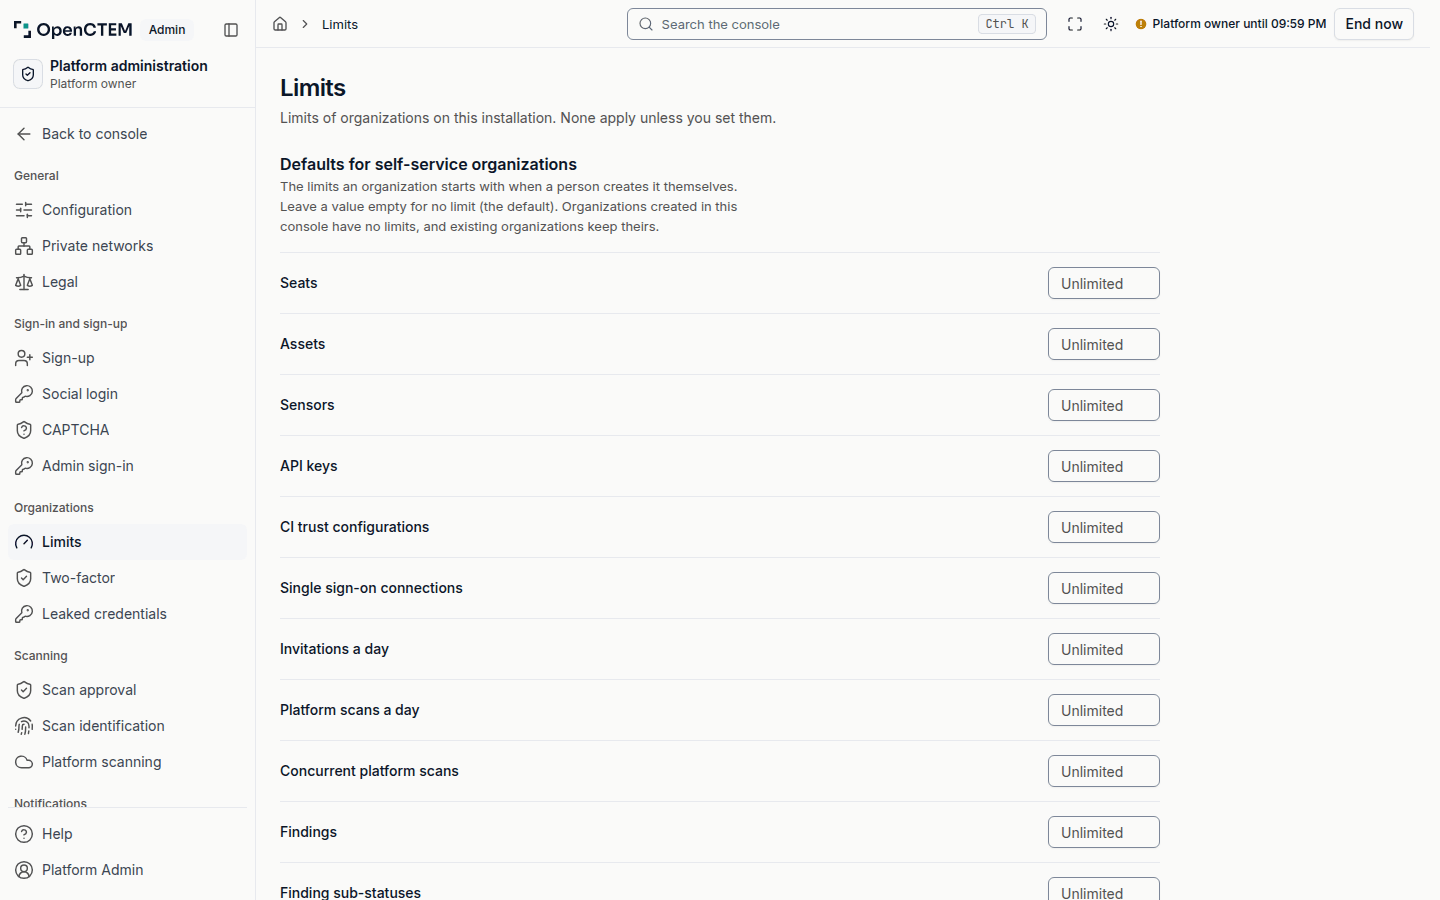 OpenCTEM Admin
Platform administration
Platform owner
Back to console
General
Configuration
Private networks
Legal
Sign-in and sign-up
Sign-up
Social login
CAPTCHA
Admin sign-in
Organizations
Limits
Two-factor
Leaked credentials
Scanning
Scan approval
Scan identification
Platform scanning
Notifications
Help
Platform Admin
Limits
Search the console
Ctrl K
Platform owner until 09:59 PM
End now
Limits
Limits of organizations on this installation. None apply unless you set them.
Defaults for self-service organizations
The limits an organization starts with when a person creates it themselves.
Leave a value empty for no limit (the default). Organizations created in this
console have no limits, and existing organizations keep theirs.
Seats Unlimited
Assets Unlimited
Sensors Unlimited
API keys Unlimited
CI trust configurations Unlimited
Single sign-on connections Unlimited
Invitations a day Unlimited
Platform scans a day Unlimited
Concurrent platform scans Unlimited
Findings Unlimited
Finding sub-statuses Unlimited